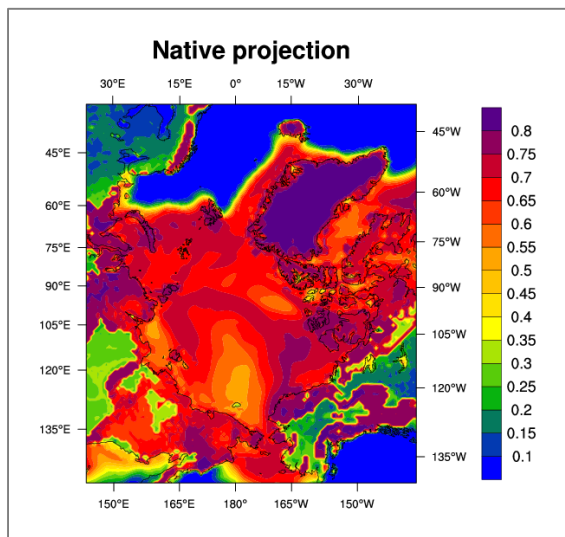 Native projection
30°E 15°E 0° 15°W 30°W
45°E 45°W 0.8
60°E 60°W 0.75
75°E 75°W 0.7
90°E 90°W 0.65
105°E 105°W 0.6
120°E 120°W 0.55
135°E 135°W 0.5
0.45
0.4
0.35
0.3
0.25
0.2
0.15
0.1
150°E 165°E 180° 165°W 150°W